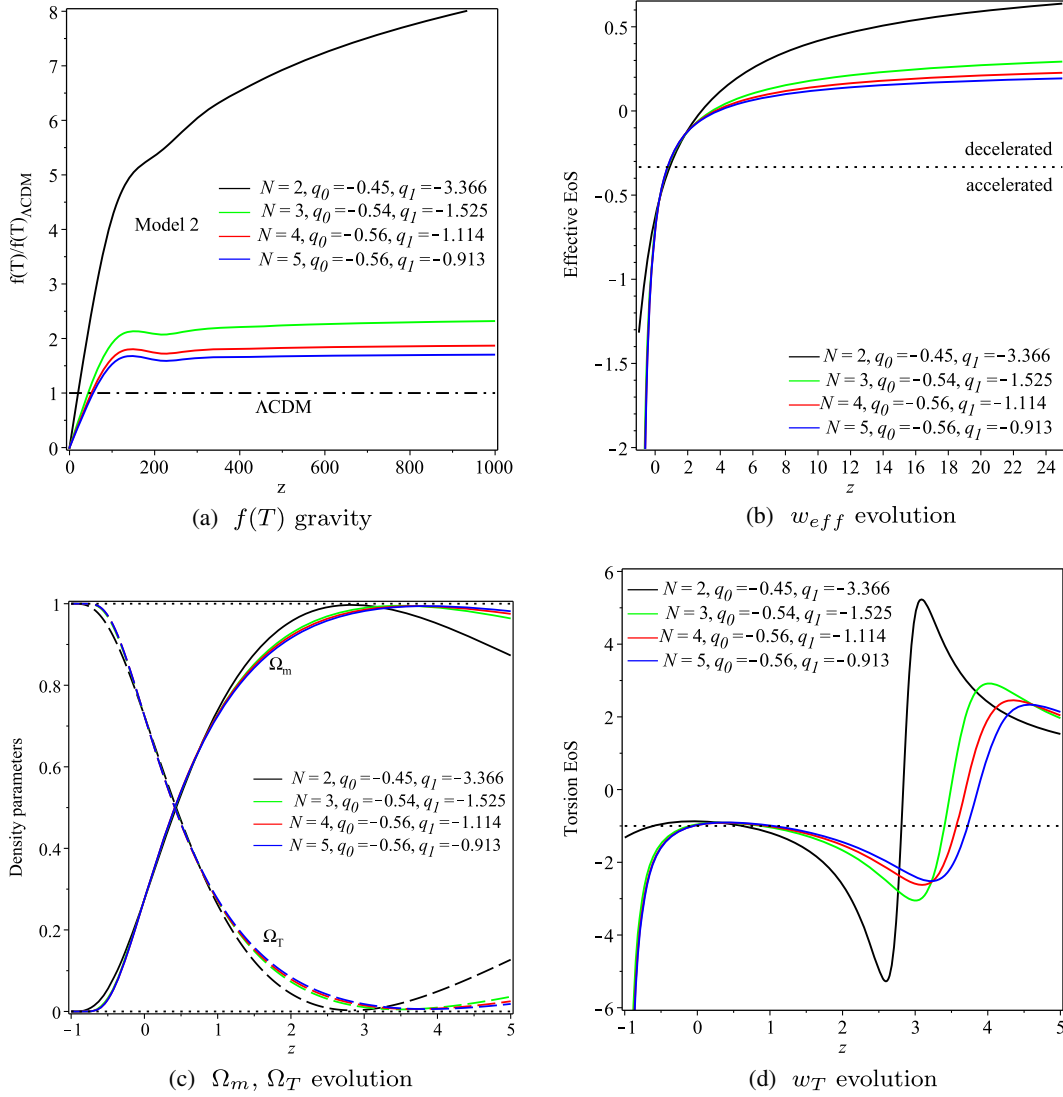 8
7
6
5
4
3
2
1
0
f(T)/f(T)ΛCDM
Model 2
N=2, q0=−0.45, q1=−3.366
N=3, q0=−0.54, q1=−1.525
N=4, q0=−0.56, q1=−1.114
N=5, q0=−0.56, q1=−0.913
ΛCDM
0 200 400 600 800 1000
z
(a) f(T) gravity
0.5
0
−0.5
−1
−1.5
−2
Effective EoS
decelerated
accelerated
N=2, q0=−0.45, q1=−3.366
N=3, q0=−0.54, q1=−1.525
N=4, q0=−0.56, q1=−1.114
N=5, q0=−0.56, q1=−0.913
0 2 4 6 8 10 12 14 16 18 20 22 24
z
(b) weff evolution
1
0.8
0.6
0.4
0.2
0
Density parameters
Ωm
N=2, q0=−0.45, q1=−3.366
N=3, q0=−0.54, q1=−1.525
N=4, q0=−0.56, q1=−1.114
N=5, q0=−0.56, q1=−0.913
ΩT
−1 0 1 2 3 4 5
z
(c) Ωm, ΩT evolution
6
4
2
0
−2
−4
−6
Torsion EoS
N=2, q0=−0.45, q1=−3.366
N=3, q0=−0.54, q1=−1.525
N=4, q0=−0.56, q1=−1.114
N=5, q0=−0.56, q1=−0.913
−1 0 1 2 3 4 5
z
(d) wT evolution